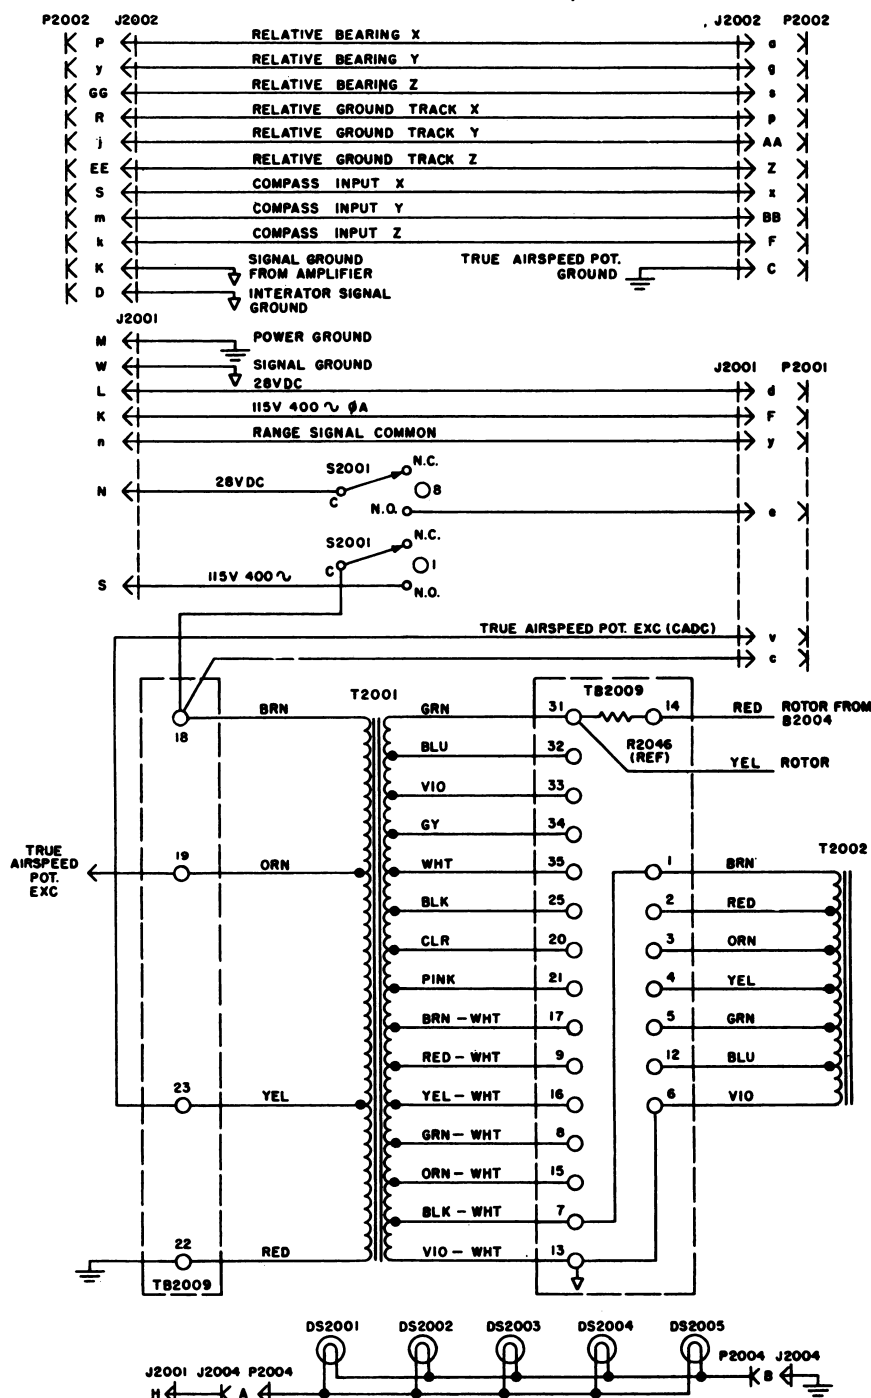 P2002 J2002 J2002 P2002
P RELATIVE BEARING X a
y RELATIVE BEARING Y g
GG RELATIVE BEARING Z s
R RELATIVE GROUND TRACK X p
j RELATIVE GROUND TRACK Y AA
EE RELATIVE GROUND TRACK Z Z
S COMPASS INPUT X x
m COMPASS INPUT Y BB
k COMPASS INPUT Z F
K SIGNAL GROUND FROM AMPLIFIER TRUE AIRSPEED POT. GROUND C
D INTERATOR SIGNAL GROUND
J2001
M POWER GROUND
W SIGNAL GROUND J2001 P2001
L 28VDC d
K 115V 400 ∿ ØA F
n RANGE SIGNAL COMMON y
S2001 N.C.
N 28VDC C 8
N.O. e
S2001 N.C.
C 1
S 115V 400 ∿ N.O.
TRUE AIRSPEED POT. EXC (CADC) v
c
T2001 TB2009
18 BRN GRN 31 14 RED ROTOR FROM B2004
R2046 (REF)
BLU 32 YEL ROTOR
VIO 33
GY 34
TRUE AIRSPEED POT. EXC 19 ORN WHT 35 1 BRN T2002
BLK 25 2 RED
CLR 20 3 ORN
PINK 21 4 YEL
BRN-WHT 17 5 GRN
RED-WHT 9 12 BLU
23 YEL YEL-WHT 16 6 VIO
GRN-WHT 8
ORN-WHT 15
BLK-WHT 7
22 RED VIO-WHT 13
TB2009
DS2001 DS2002 DS2003 DS2004 DS2005
P2004 J2004
B
J2001 J2004 P2004
H A